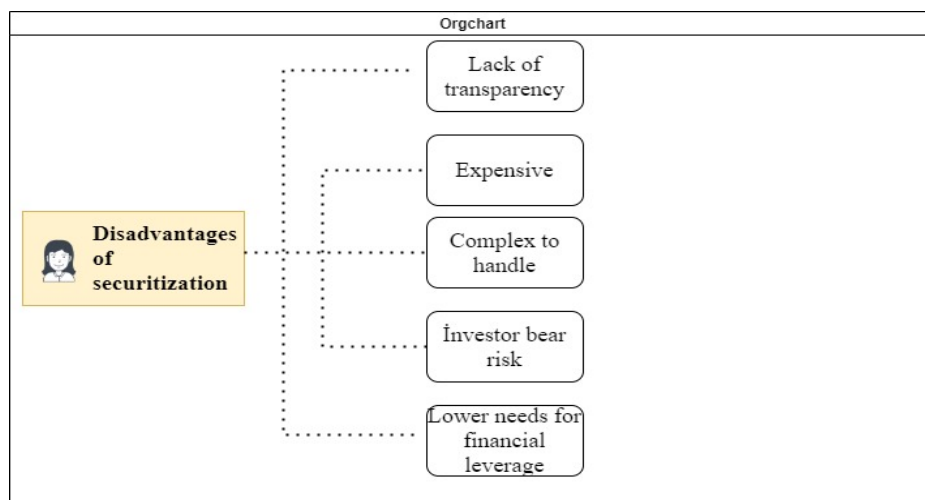 Orgchart
Lack of
transparency
Expensive
Disadvantages
of
securitization
Complex to
handle
İnvestor bear
risk
Lower needs for
financial
leverage